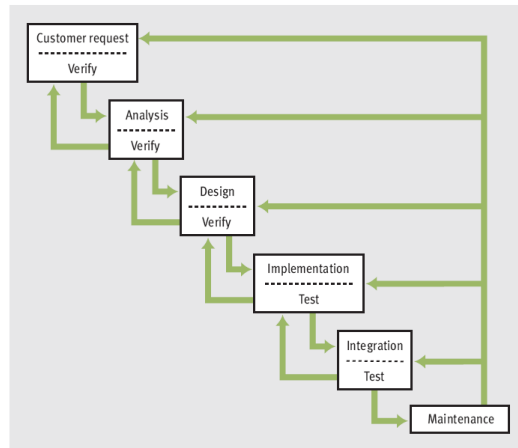 Customer request
Verify
Analysis
Verify
Design
Verify
Implementation
Test
Integration
Test
Maintenance